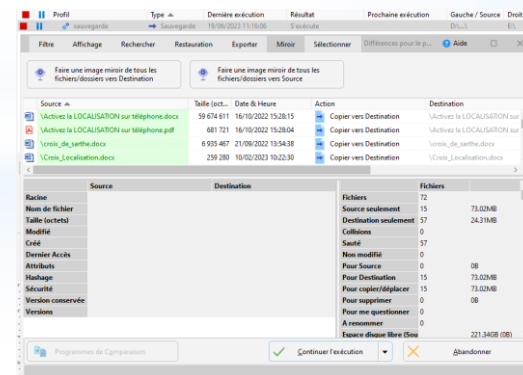 Profil Type Dernière exécution Résultat Prochaine exécution Gauche / Source Droit
sauvegarde Sauvegarde 19/06/2023 11:16:06 S'exécute D:\...\ E:\
Filtre Affichage Rechercher Restauration Exporter Miroir Sélectionner Différences pour le p... Aide
Faire une image miroir de tous les fichiers/dossiers vers Destination
Faire une image miroir de tous les fichiers/dossiers vers Source
Source Taille (oct... Date & Heure Action Destination
\Activez la LOCALISATION sur téléphone.docx 59 674 611 16/10/2022 15:28:15 Copier vers Destination \Activez la LOCALISATION sur
\Activez la LOCALISATION sur téléphone.pdf 681 721 16/10/2022 15:28:04 Copier vers Destination \Activez la LOCALISATION sur
\croix_de_sarthe.docx 6 935 467 21/09/2022 13:54:38 Copier vers Destination \croix_de_sarthe.docx
\Croix_Localisation.docx 259 280 10/02/2023 10:22:30 Copier vers Destination \Croix_Localisation.docx
Source Destination
Racine
Nom de fichier
Taille (octets)
Modifié
Créé
Dernier Accès
Attributs
Hashage
Sécurité
Version conservée
Versions
Fichiers
Fichiers 72
Source seulement 15 73.02MB
Destination seulement 57 24.31MB
Collisions 0
Sauté 57
Non modifié 0
Pour Source 0 0B
Pour Destination 15 73.02MB
Pour copier/déplacer 15 73.02MB
Pour supprimer 0 0B
Pour me questionner 0
A renommer 0
Espace disque libre (Sou 221.34GB (0B)
Programmes de Comparaison
Continuer l'exécution
Abandonner